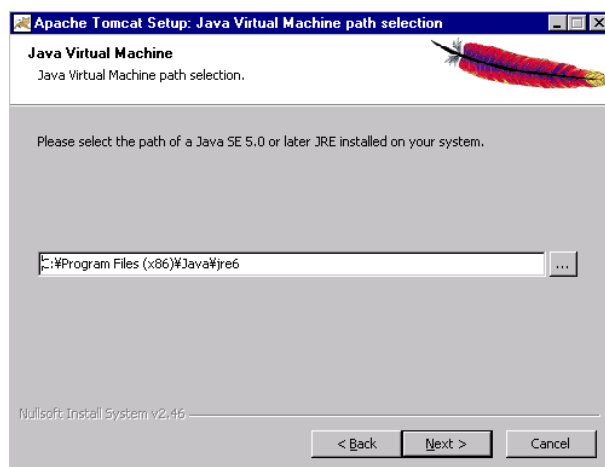 Apache Tomcat Setup: Java Virtual Machine path selection
Java Virtual Machine
Java Virtual Machine path selection.
Please select the path of a Java SE 5.0 or later JRE installed on your system.
C:¥Program Files (x86)¥Java¥jre6
...
Nullsoft Install System v2.46
< Back
Next >
Cancel